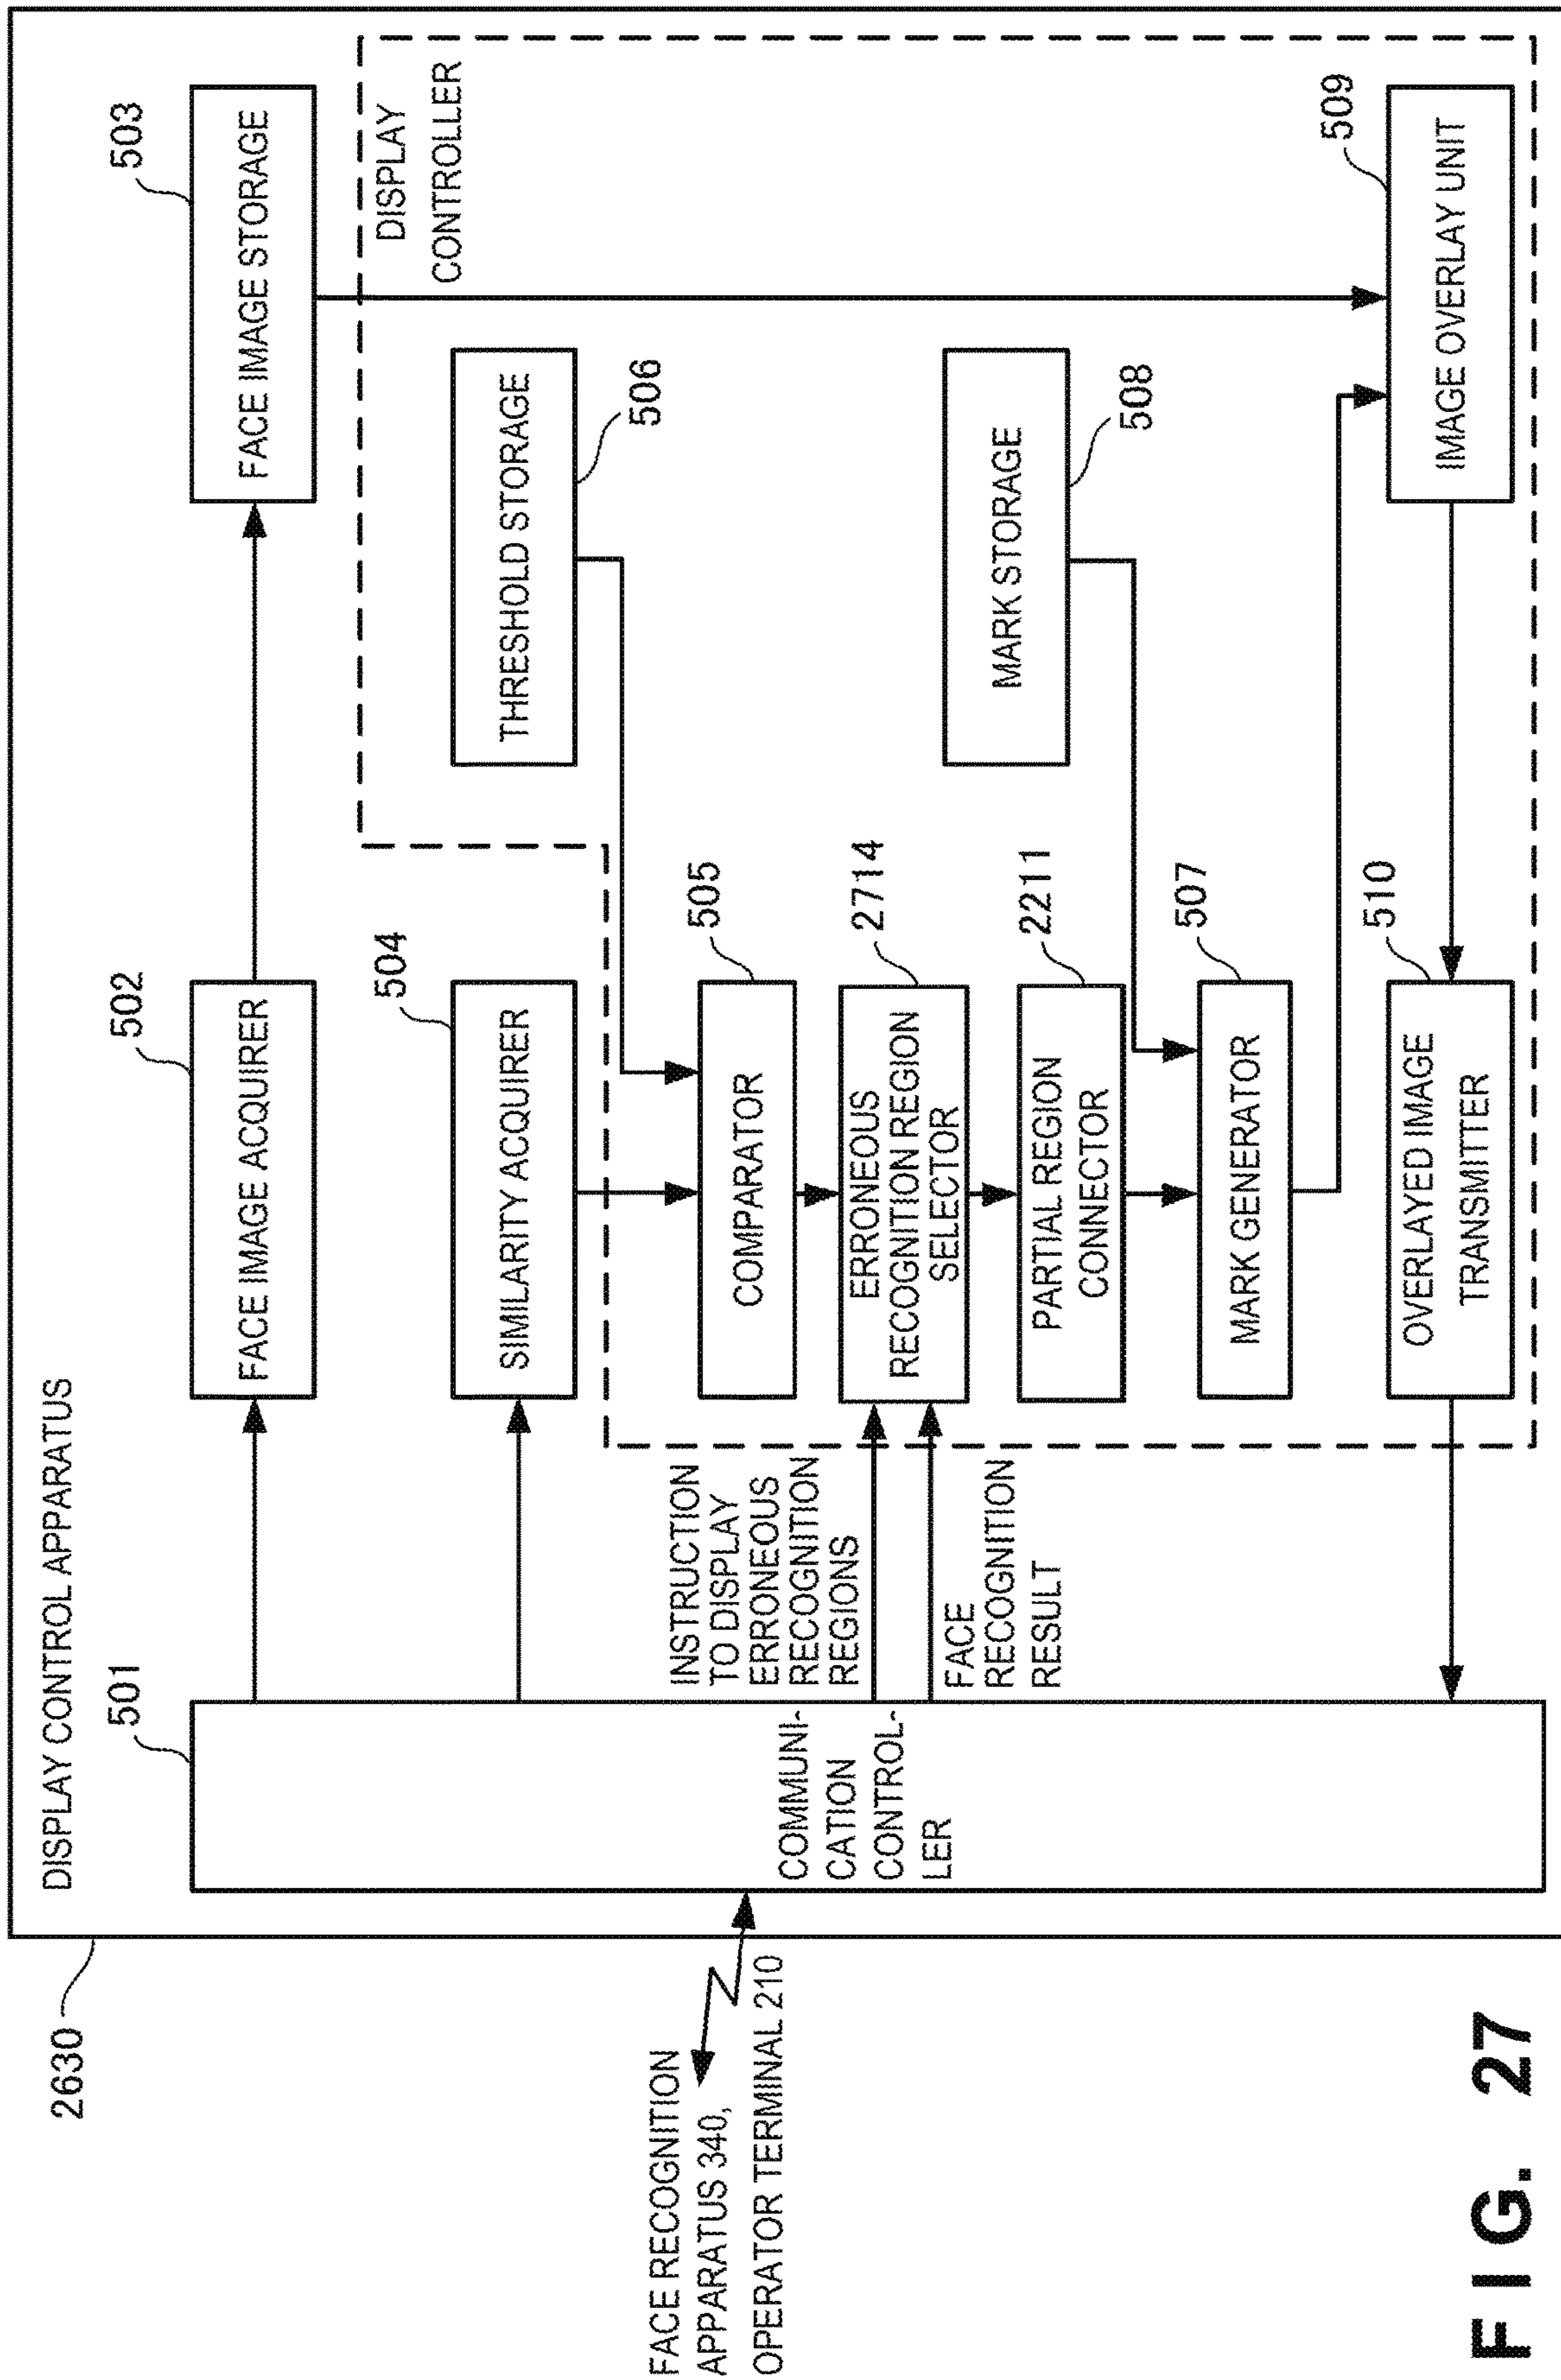 2630
DISPLAY CONTROL APPARATUS
501
502
503
FACE IMAGE ACQUIRER
FACE IMAGE STORAGE
504
DISPLAY
CONTROLLER
SIMILARITY ACQUIRER
THRESHOLD STORAGE
506
505
COMPARATOR
FACE RECOGNITION
APPARATUS 340,
OPERATOR TERMINAL 210
COMMUNI-
CATION
CONTROL-
LER
INSTRUCTION
TO DISPLAY
ERRONEOUS
RECOGNITION
REGIONS
FACE
RECOGNITION
RESULT
2714
ERRONEOUS
RECOGNITION REGION
SELECTOR
2211
PARTIAL REGION
CONNECTOR
MARK STORAGE
508
507
MARK GENERATOR
509
510
OVERLAYED IMAGE
TRANSMITTER
IMAGE OVERLAY UNIT
FIG. 27